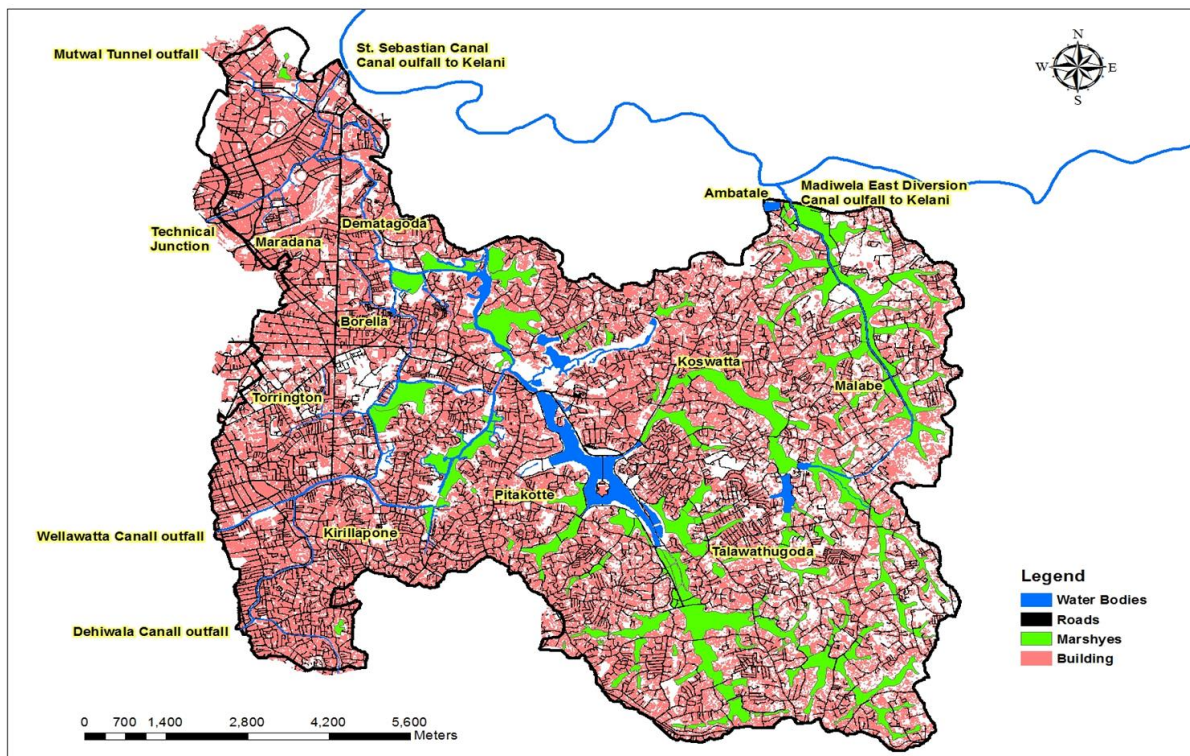 Mutwal Tunnel outfall
St. Sebastian Canal
Canal oulfall to Kelani
N
W E
S
Ambatale
Madiwela East Diversion
Canal oulfall to Kelani
Technical
Junction
Maradana
Dematagoda
Borella
Koswatta
Malabe
Torrington
Pitakotte
Wellawatta Canall outfall
Kirillapone
Talawathugoda
Dehiwala Canall outfall
Legend
Water Bodies
Roads
Marshyes
Building
0 700 1,400 2,800 4,200 5,600
Meters